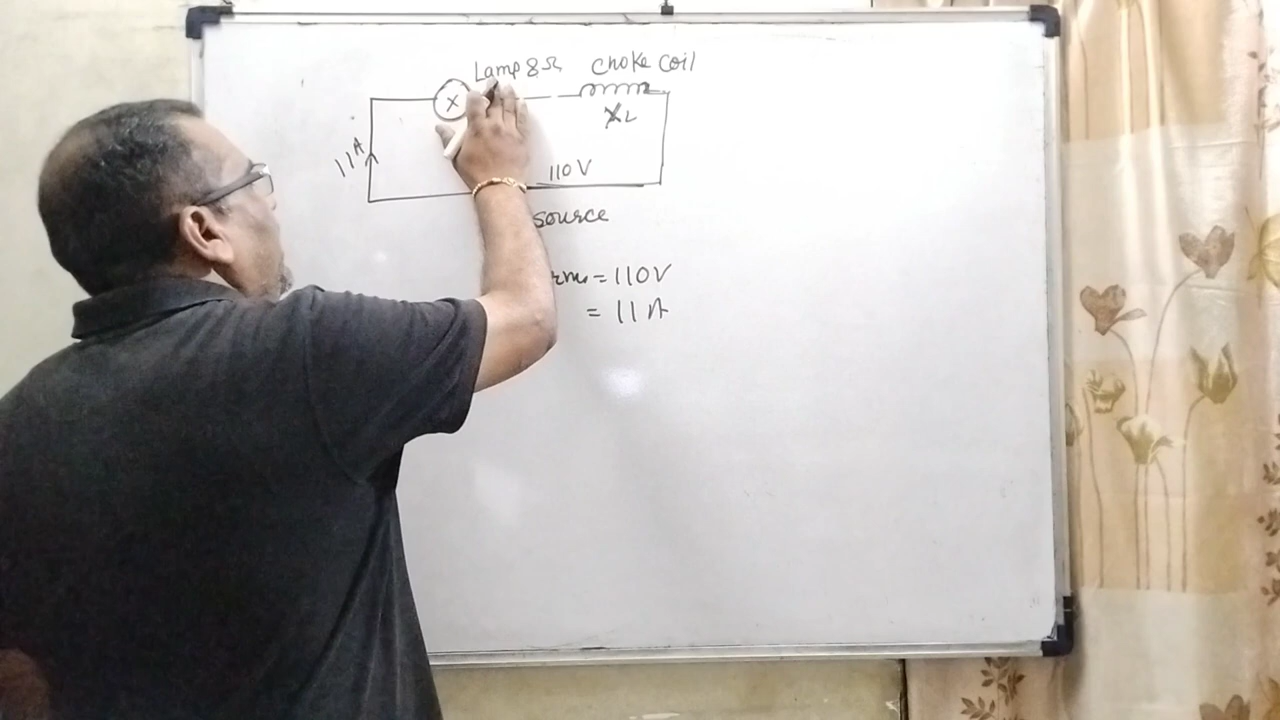 Lamp 8Ω choke coil
X
XL
11A
110V
source
rms = 110V
= 11A